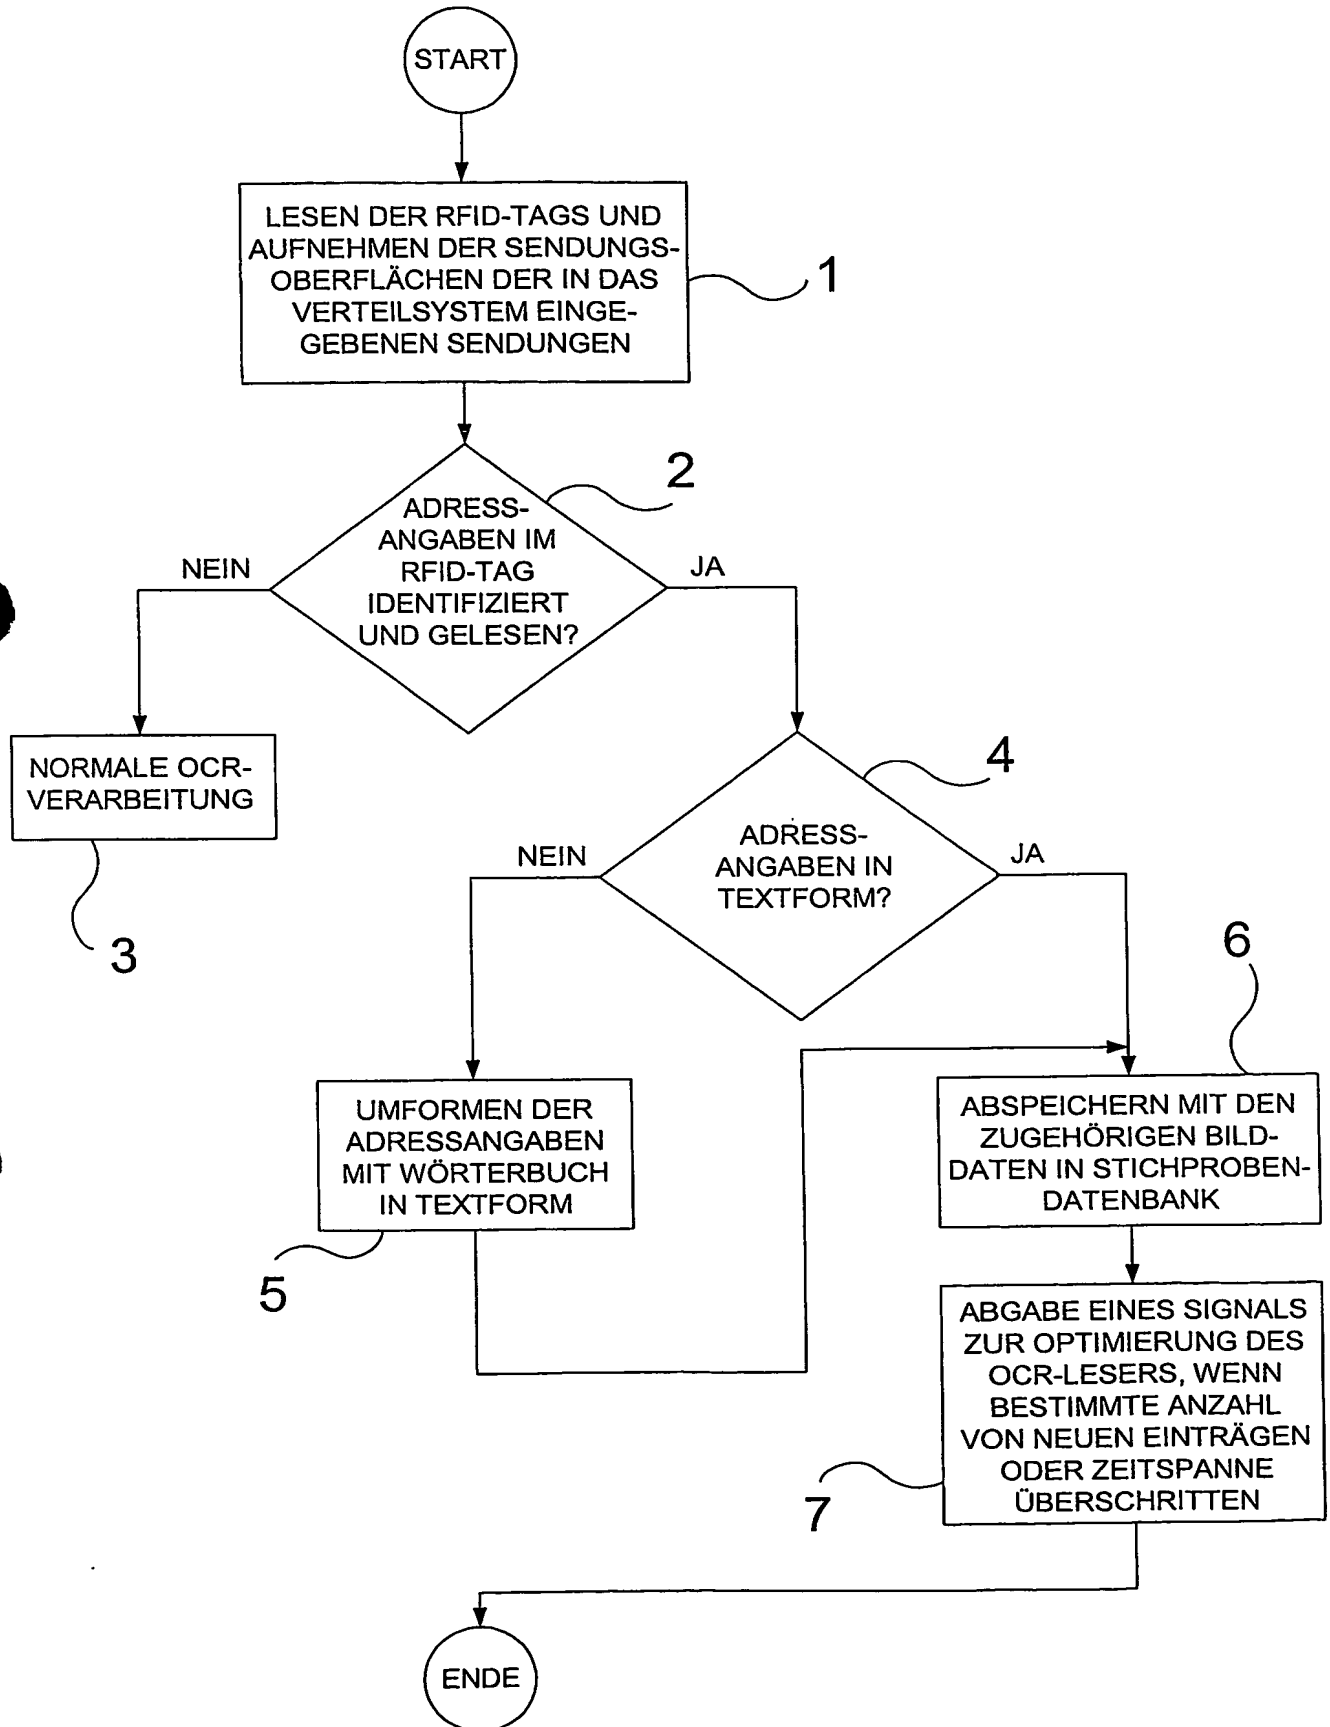 START
LESEN DER RFID-TAGS UND
AUFNEHMEN DER SENDUNGS-
OBERFLÄCHEN DER IN DAS
VERTEILSYSTEM EINGE-
GEBENEN SENDUNGEN
1
2
ADRESS-
ANGABEN IM
RFID-TAG
IDENTIFIZIERT
UND GELESEN?
NEIN
JA
NORMALE OCR-
VERARBEITUNG
3
4
ADRESS-
ANGABEN IN
TEXTFORM?
NEIN
JA
UMFORMEN DER
ADRESSANGABEN
MIT WÖRTERBUCH
IN TEXTFORM
5
6
ABSPEICHERN MIT DEN
ZUGEHÖRIGEN BILD-
DATEN IN STICHPROBEN-
DATENBANK
ABGABE EINES SIGNALS
ZUR OPTIMIERUNG DES
OCR-LESERS, WENN
BESTIMMTE ANZAHL
VON NEUEN EINTRÄGEN
ODER ZEITSPANNE
ÜBERSCHRITTEN
7
ENDE